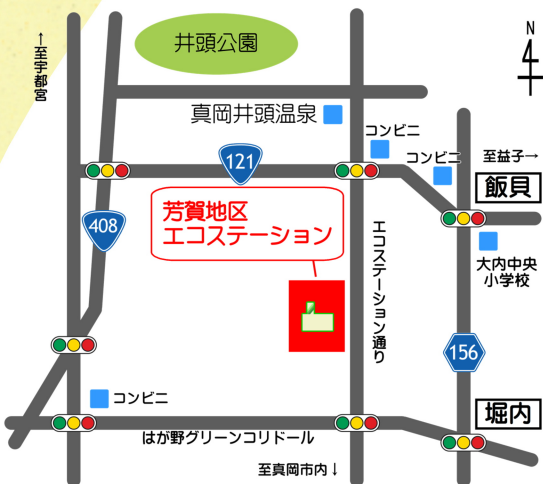 井頭公園
N
←至宇都宮
真岡井頭温泉
コンビニ
コンビニ
至益子→
121
飯貝
芳賀地区
エコステーション
408
エコステーション通り
大内中央
小学校
156
コンビニ
堀内
はが野グリーンコリドール
至真岡市内↓